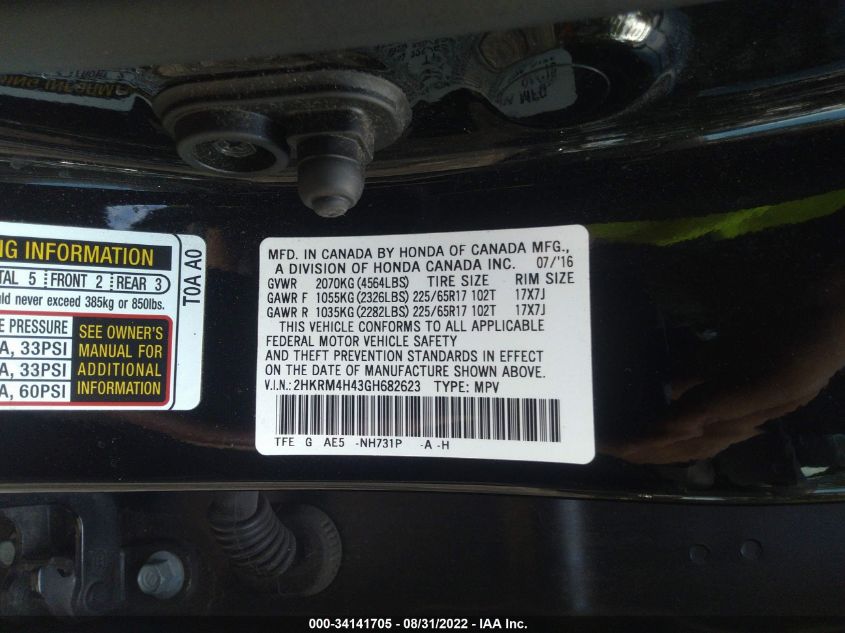 NG INFORMATION
TAL 5 FRONT 2 REAR 3
uld never exceed 385kg or 850lbs.
E PRESSURE
A, 33PSI
A, 33PSI
A, 60PSI
SEE OWNER'S
MANUAL FOR
ADDITIONAL
INFORMATION
T0A A0
MFD. IN CANADA BY HONDA OF CANADA MFG.,
A DIVISION OF HONDA CANADA INC. 07/'16
GVWR 2070KG(4564LBS) TIRE SIZE RIM SIZE
GAWR F 1055KG(2326LBS) 225/65R17 102T 17X7J
GAWR R 1035KG(2282LBS) 225/65R17 102T 17X7J
THIS VEHICLE CONFORMS TO ALL APPLICABLE
FEDERAL MOTOR VEHICLE SAFETY
AND THEFT PREVENTION STANDARDS IN EFFECT
ON THE DATE OF MANUFACTURE SHOWN ABOVE.
V.I.N.:2HKRM4H43GH682623 TYPE: MPV
TFE G AE5 -NH731P -A -H
000-34141705 - 08/31/2022 - IAA Inc.